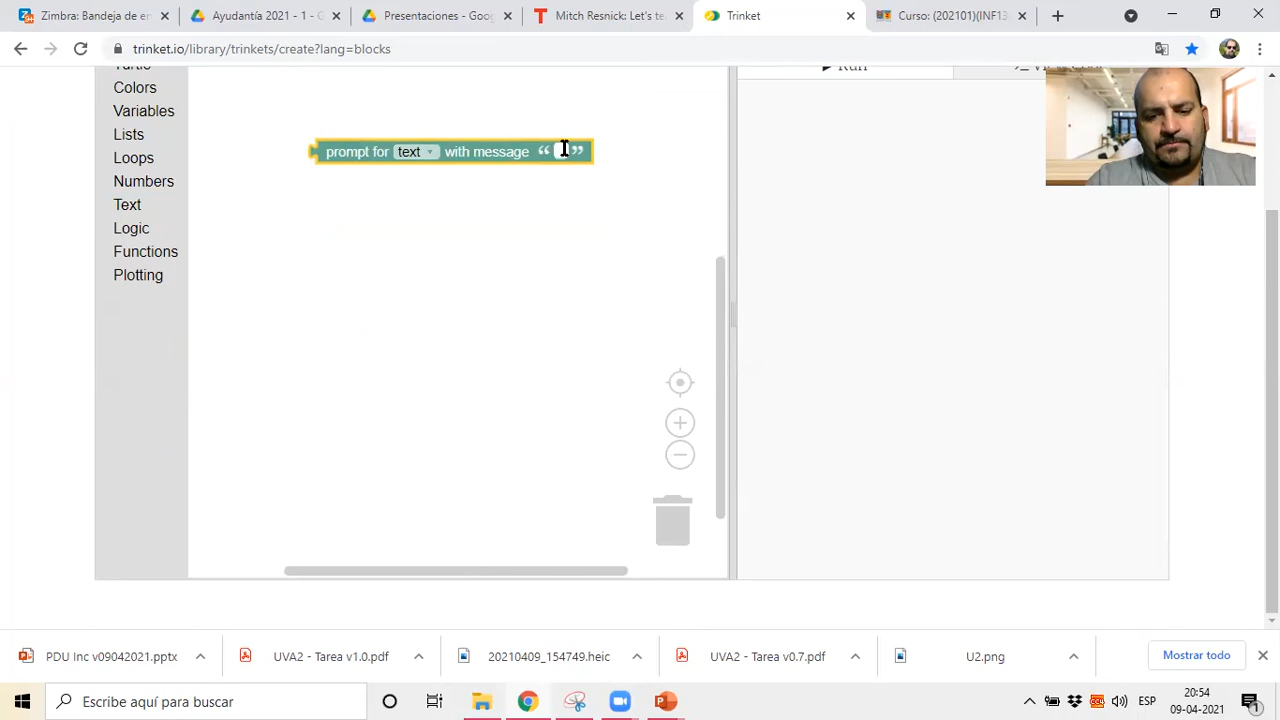 Zimbra: Bandeja de en
Ayudantía 2021 - 1 - G
Presentaciones - Goog
Mitch Resnick: Let's te
Trinket
Curso: (202101)(INF13
trinket.io/library/trinkets/create?lang=blocks
Colors
Variables
Lists
Loops
Numbers
Text
Logic
Functions
Plotting
prompt for text with message “ ”
PDU Inc v09042021.pptx
UVA2 - Tarea v1.0.pdf
20210409_154749.heic
UVA2 - Tarea v0.7.pdf
U2.png
Mostrar todo
Escribe aquí para buscar
ESP
20:54
09-04-2021